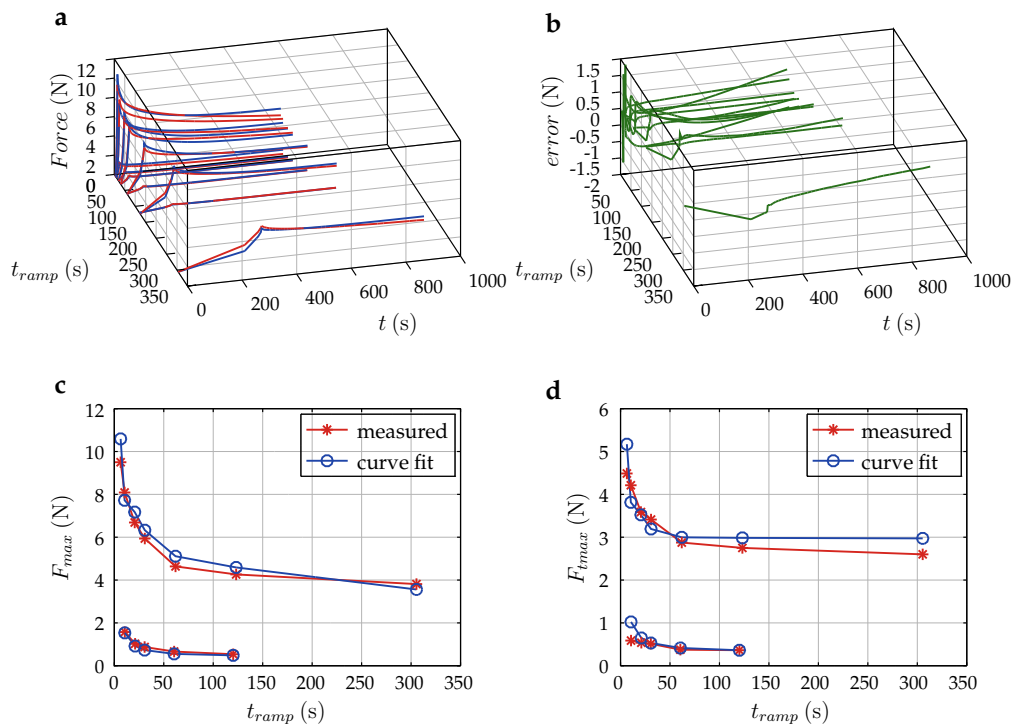 a
Force (N)
12
10
8
6
4
2
0
50
100
150
200
250
300
350
t_ramp (s)
0
200
400
600
800
1000
t (s)
b
error (N)
1.5
1
0.5
0
-0.5
-1
-1.5
-2
50
100
150
200
250
300
350
t_ramp (s)
0
200
400
600
800
1000
t (s)
c
F_max (N)
12
10
8
6
4
2
0
0 50 100 150 200 250 300 350
t_ramp (s)
measured
curve fit
d
F_tmax (N)
6
5
4
3
2
1
0
0 50 100 150 200 250 300 350
t_ramp (s)
measured
curve fit